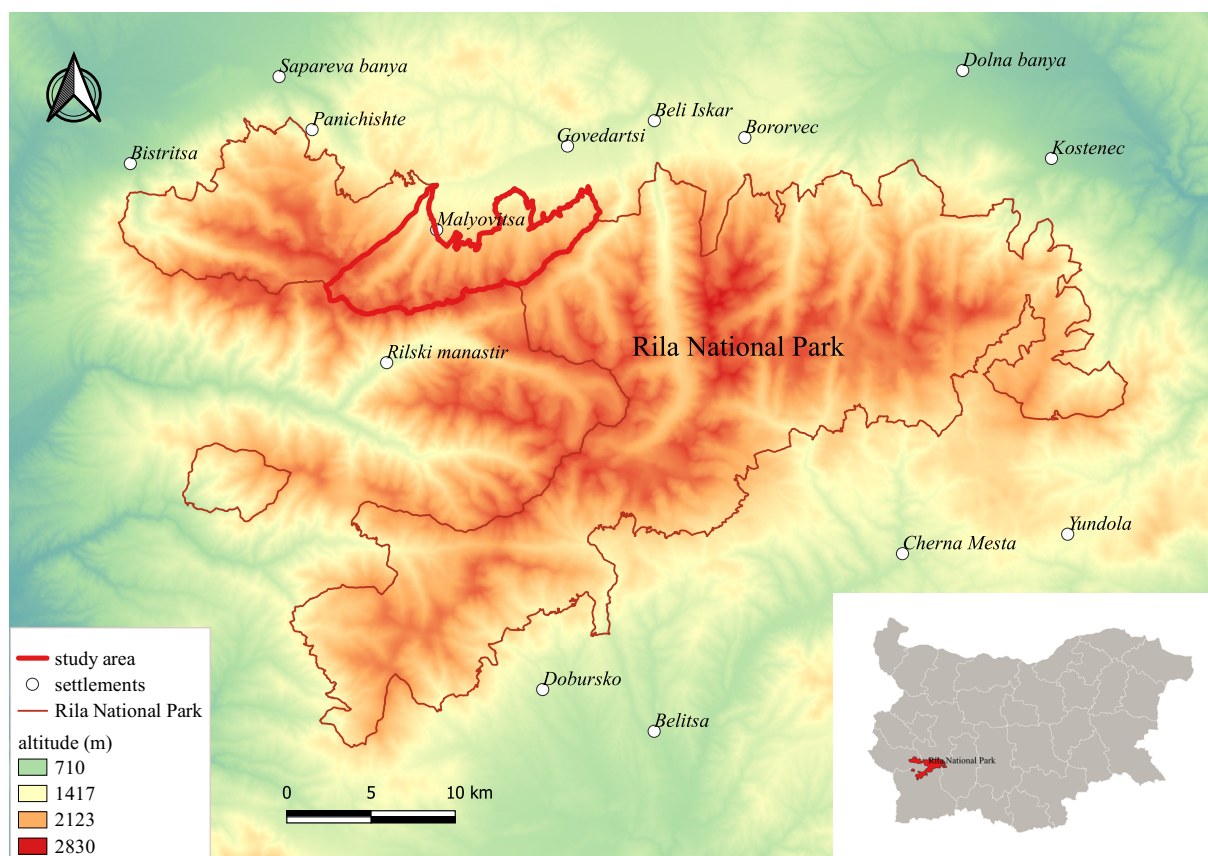 Sapareva banya
Dolna banya
Panichishte
Beli Iskar
Govedartsi
Bororvec
Bistritsa
Kostenec
Malyovitsa
Rila National Park
Rilski manastir
Yundola
Cherna Mesta
Dobursko
Belitsa
study area
settlements
Rila National Park
altitude (m)
710
1417
2123
2830
0 5 10 km
Rila National Park